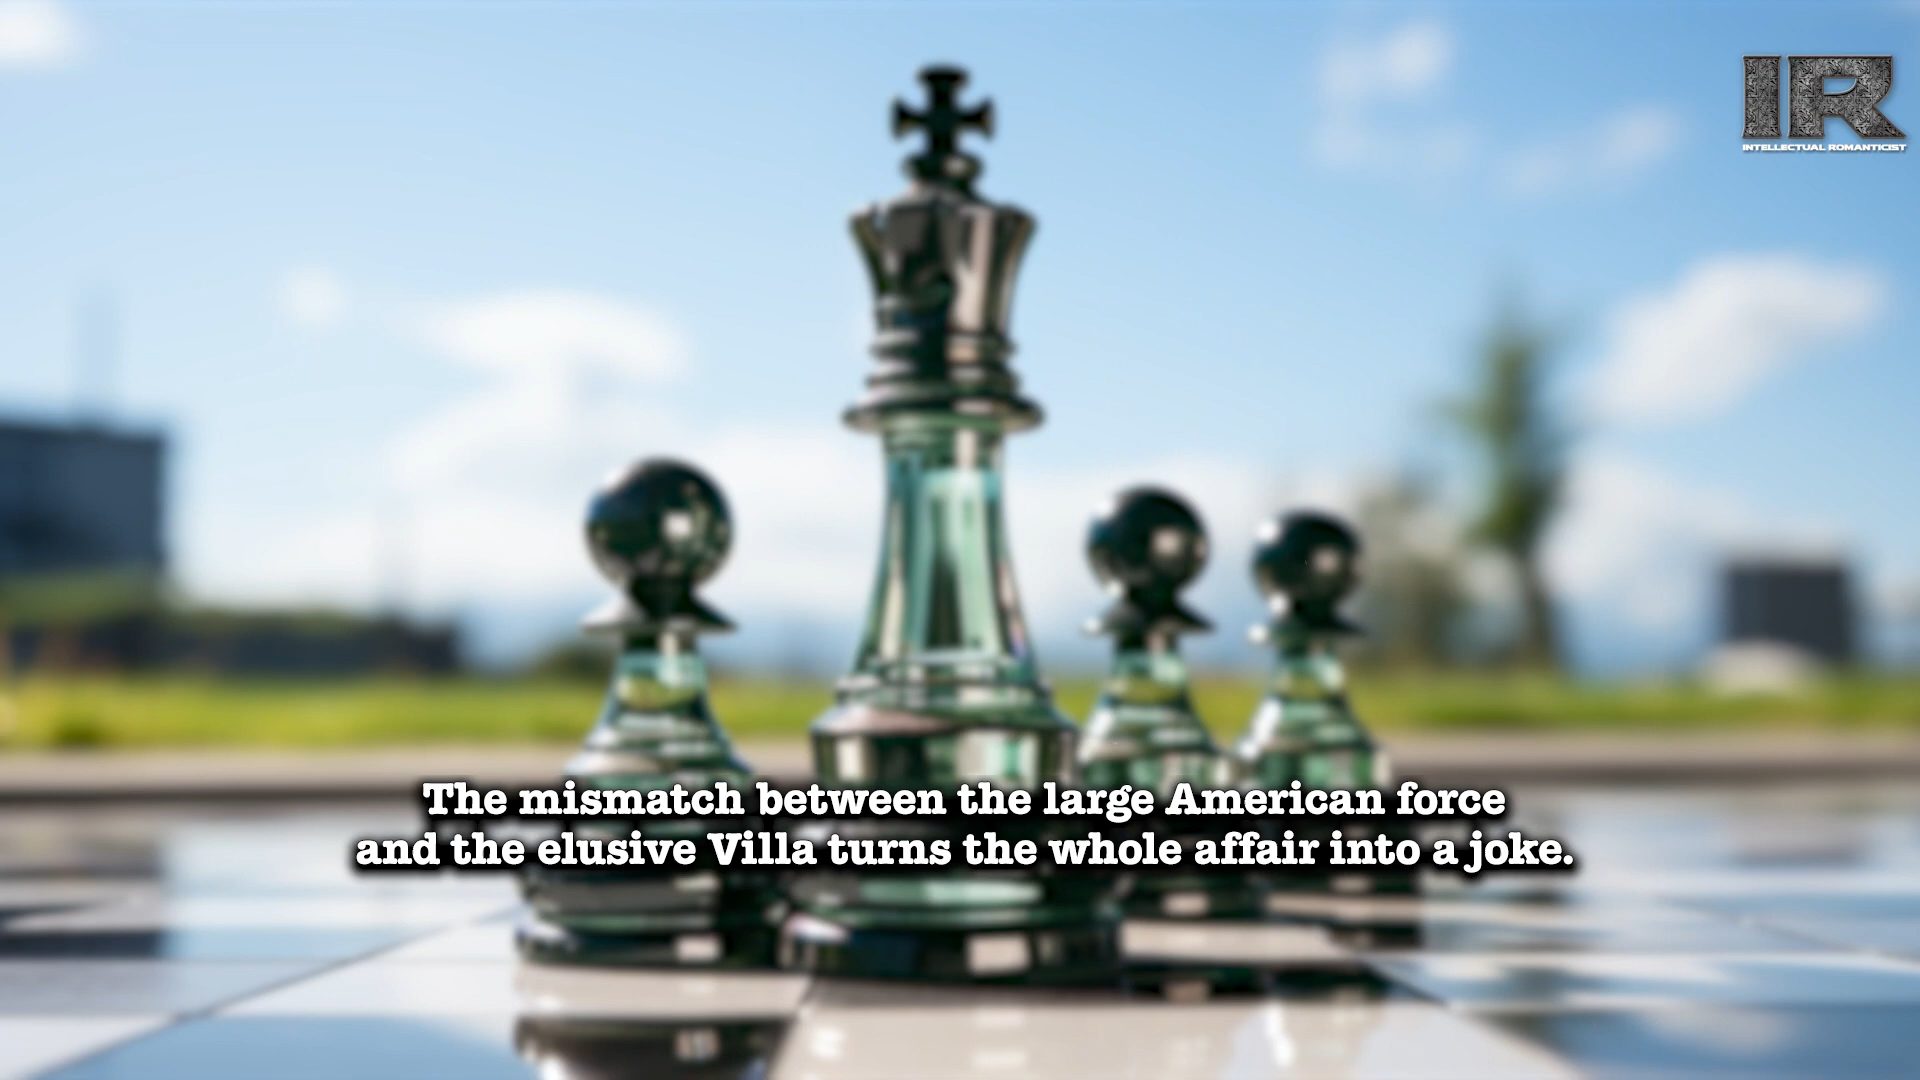 IR
INTELLECTUAL ROMANTICIST
The mismatch between the large American force
and the elusive Villa turns the whole affair into a joke.